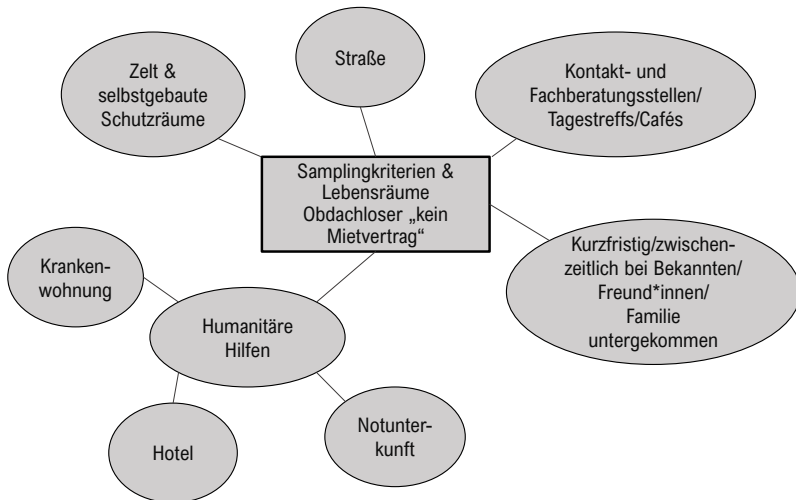 Straße
Zelt &
selbstgebaute
Schutzräume
Kontakt- und
Fachberatungsstellen/
Tagestreffs/Cafés
Samplingkriterien &
Lebensräume
Obdachloser „kein
Mietvertrag“
Kurzfristig/zwischen-
zeitlich bei Bekannten/
Freund*innen/
Familie
untergekommen
Kranken-
wohnung
Humanitäre
Hilfen
Hotel
Notunter-
kunft